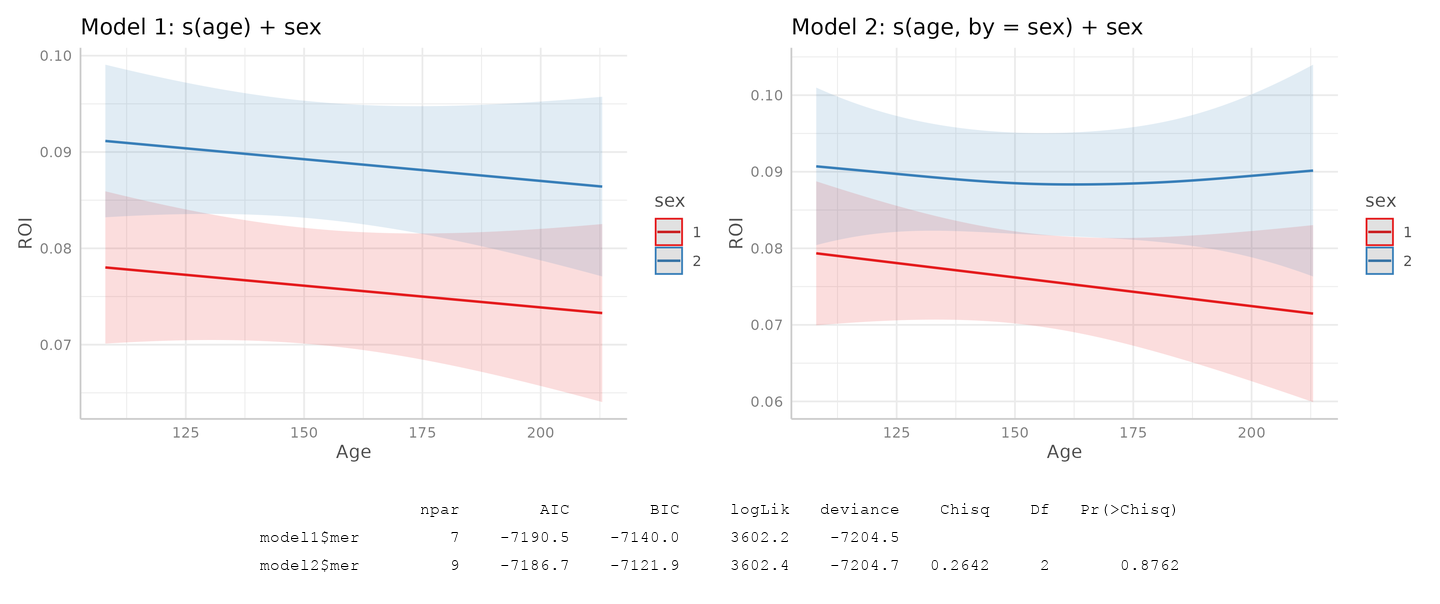 Model 1: s(age) + sex
0.10
0.09
0.08
0.07
ROI
125 150 175 200
Age
sex
1
2
Model 2: s(age, by = sex) + sex
0.10
0.09
0.08
0.07
0.06
ROI
125 150 175 200
Age
sex
1
2
npar AIC BIC logLik deviance Chisq Df Pr(>Chisq)
model1$mer 7 -7190.5 -7140.0 3602.2 -7204.5
model2$mer 9 -7186.7 -7121.9 3602.4 -7204.7 0.2642 2 0.8762